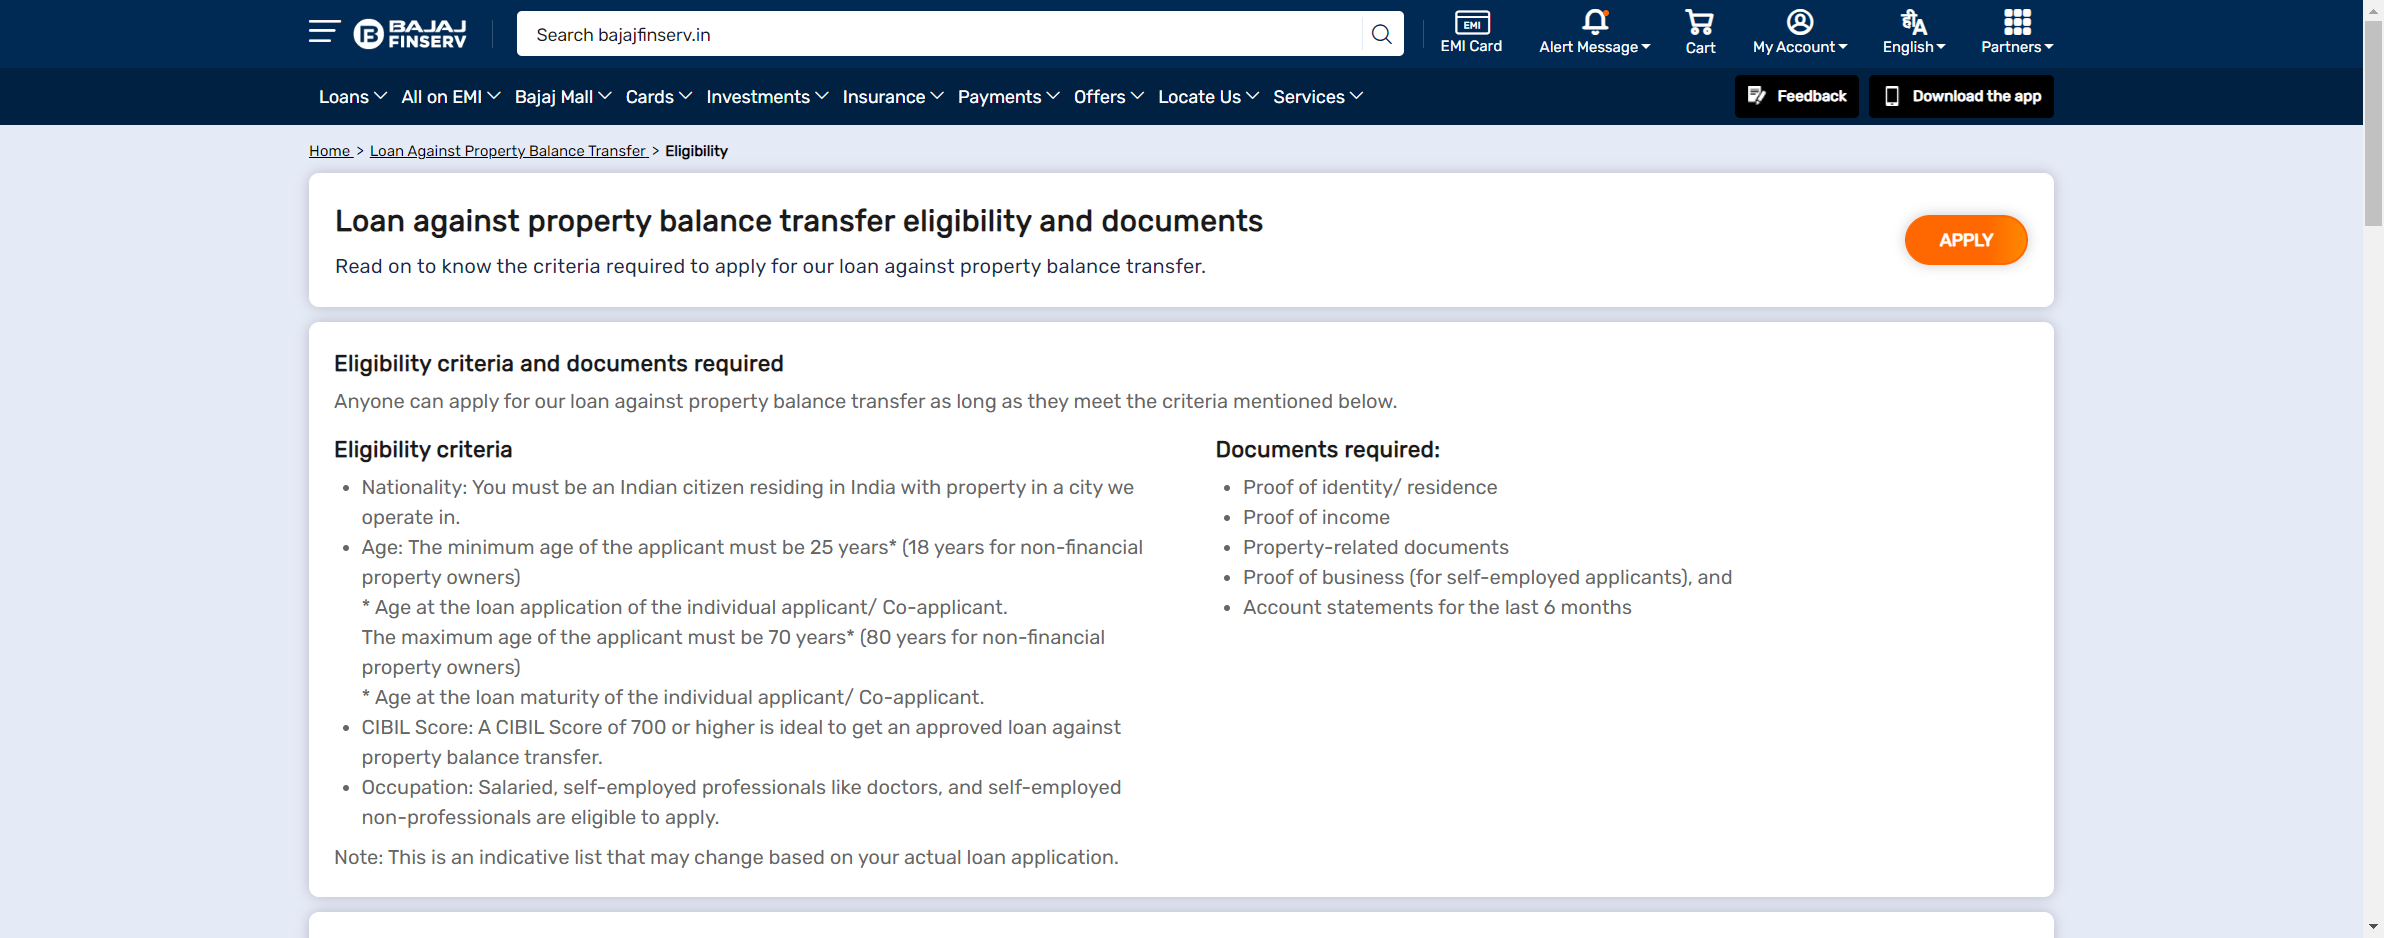 BAJAJ
FINSERV
Search bajajfinserv.in
EMI
EMI Card
Alert Message
Cart
My Account
हीA
English
Partners
Loans
All on EMI
Bajaj Mall
Cards
Investments
Insurance
Payments
Offers
Locate Us
Services
Feedback
Download the app
Home > Loan Against Property Balance Transfer > Eligibility
Loan against property balance transfer eligibility and documents
Read on to know the criteria required to apply for our loan against property balance transfer.
APPLY
Eligibility criteria and documents required
Anyone can apply for our loan against property balance transfer as long as they meet the criteria mentioned below.
Eligibility criteria
• Nationality: You must be an Indian citizen residing in India with property in a city we
operate in.
• Age: The minimum age of the applicant must be 25 years* (18 years for non-financial
property owners)
* Age at the loan application of the individual applicant/ Co-applicant.
The maximum age of the applicant must be 70 years* (80 years for non-financial
property owners)
* Age at the loan maturity of the individual applicant/ Co-applicant.
• CIBIL Score: A CIBIL Score of 700 or higher is ideal to get an approved loan against
property balance transfer.
• Occupation: Salaried, self-employed professionals like doctors, and self-employed
non-professionals are eligible to apply.
Note: This is an indicative list that may change based on your actual loan application.
Documents required:
• Proof of identity/ residence
• Proof of income
• Property-related documents
• Proof of business (for self-employed applicants), and
• Account statements for the last 6 months